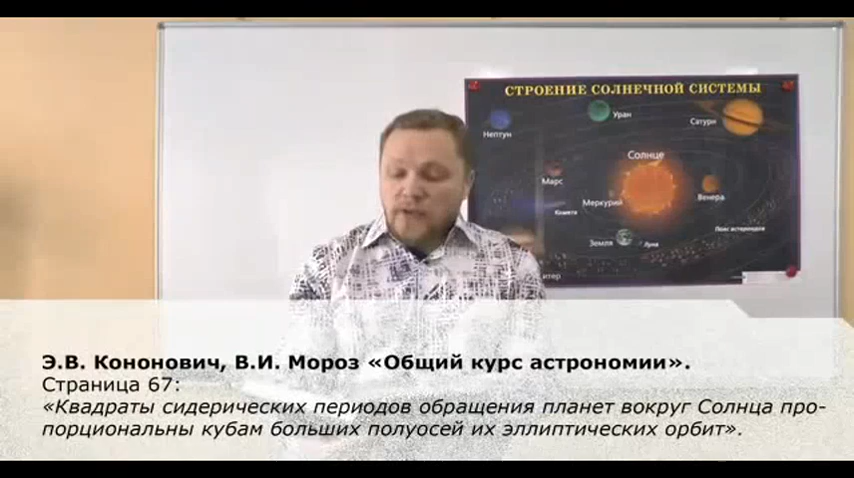 СТРОЕНИЕ СОЛНЕЧНОЙ СИСТЕМЫ
Нептун
Уран
Сатурн
Солнце
Марс
Меркурий
Венера
Комета
Пояс астероидов
Земля
Луна
итер
Э.В. Кононович, В.И. Мороз «Общий курс астрономии».
Страница 67:
«Квадраты сидерических периодов обращения планет вокруг Солнца про-
порциональны кубам больших полуосей их эллиптических орбит».